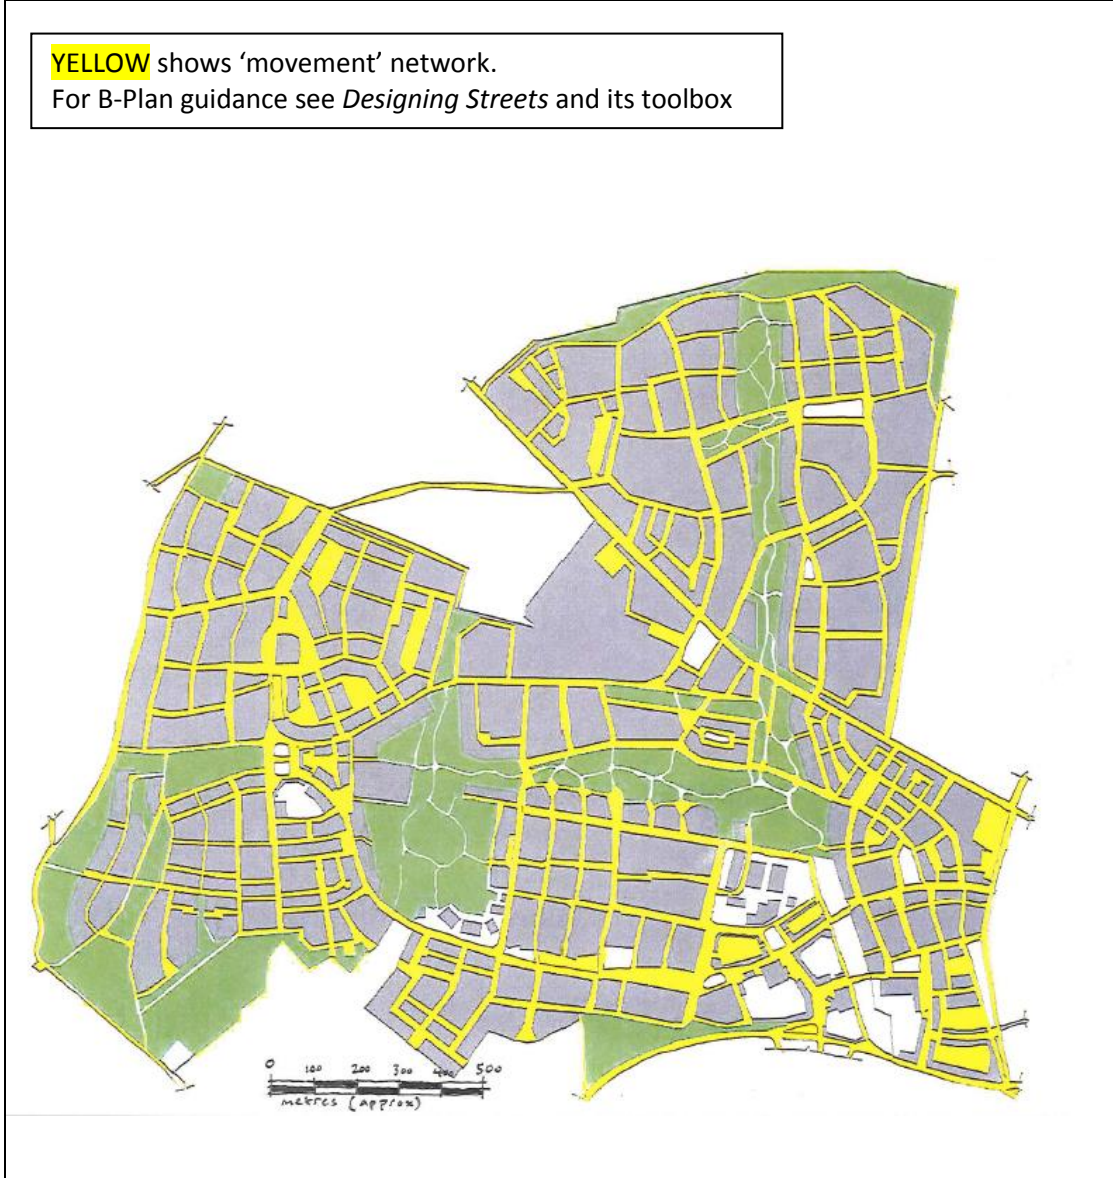 YELLOW shows ‘movement’ network.
For B-Plan guidance see Designing Streets and its toolbox
0 100 200 300 400 500
metres (approx)